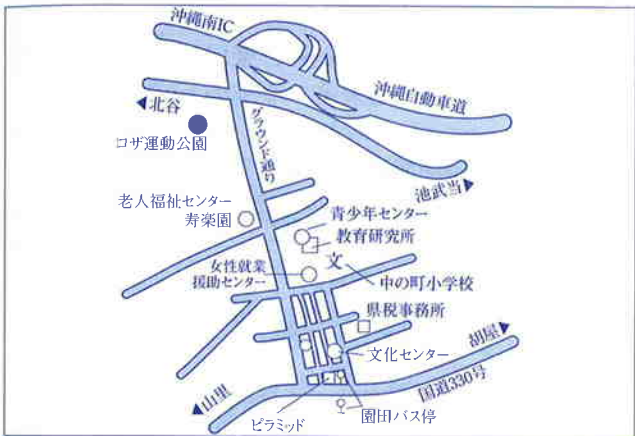 沖縄南IC
沖縄自動車道
北谷
コザ運動公園
グラウンド通り
池武当
老人福祉センター
寿楽園
青少年センター
教育研究所
文
女性就業
援助センター
中の町小学校
県税事務所
文化センター
胡屋
国道330号
山里
ピラミッド
園田バス停